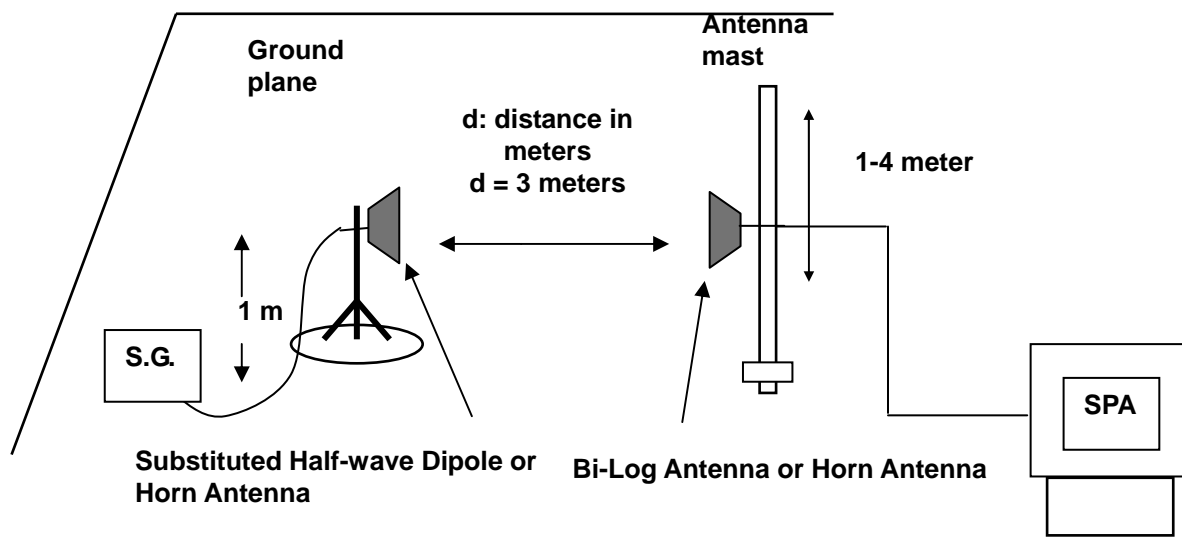 Antenna
mast
Ground
plane
d: distance in
meters
d = 3 meters
1-4 meter
1 m
S.G.
SPA
Substituted Half-wave Dipole or
Horn Antenna
Bi-Log Antenna or Horn Antenna